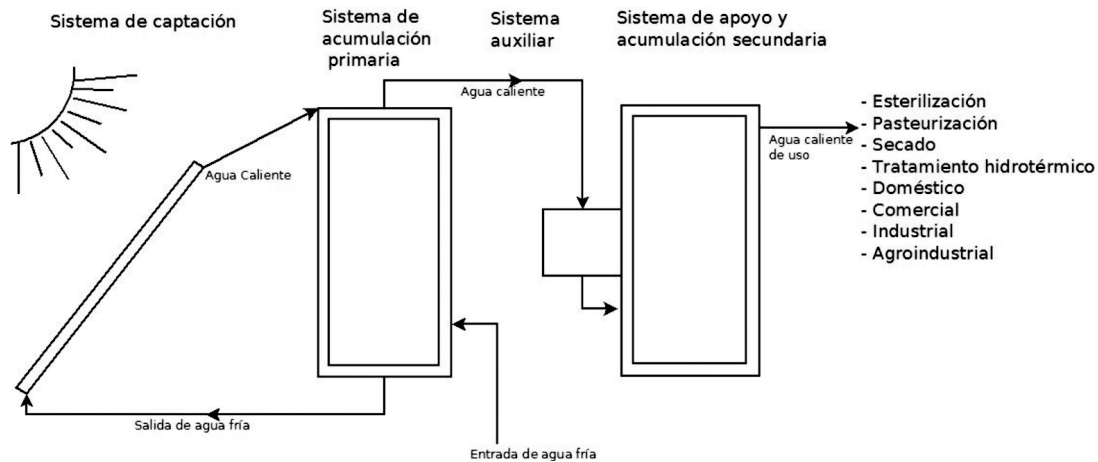 Sistema de captación
Sistema de
acumulación
primaria
Sistema
auxiliar
Sistema de apoyo y
acumulación secundaria
Agua caliente
Agua Caliente
Agua caliente
de uso
- Esterilización
- Pasteurización
- Secado
- Tratamiento hidrotérmico
- Doméstico
- Comercial
- Industrial
- Agroindustrial
Salida de agua fría
Entrada de agua fría